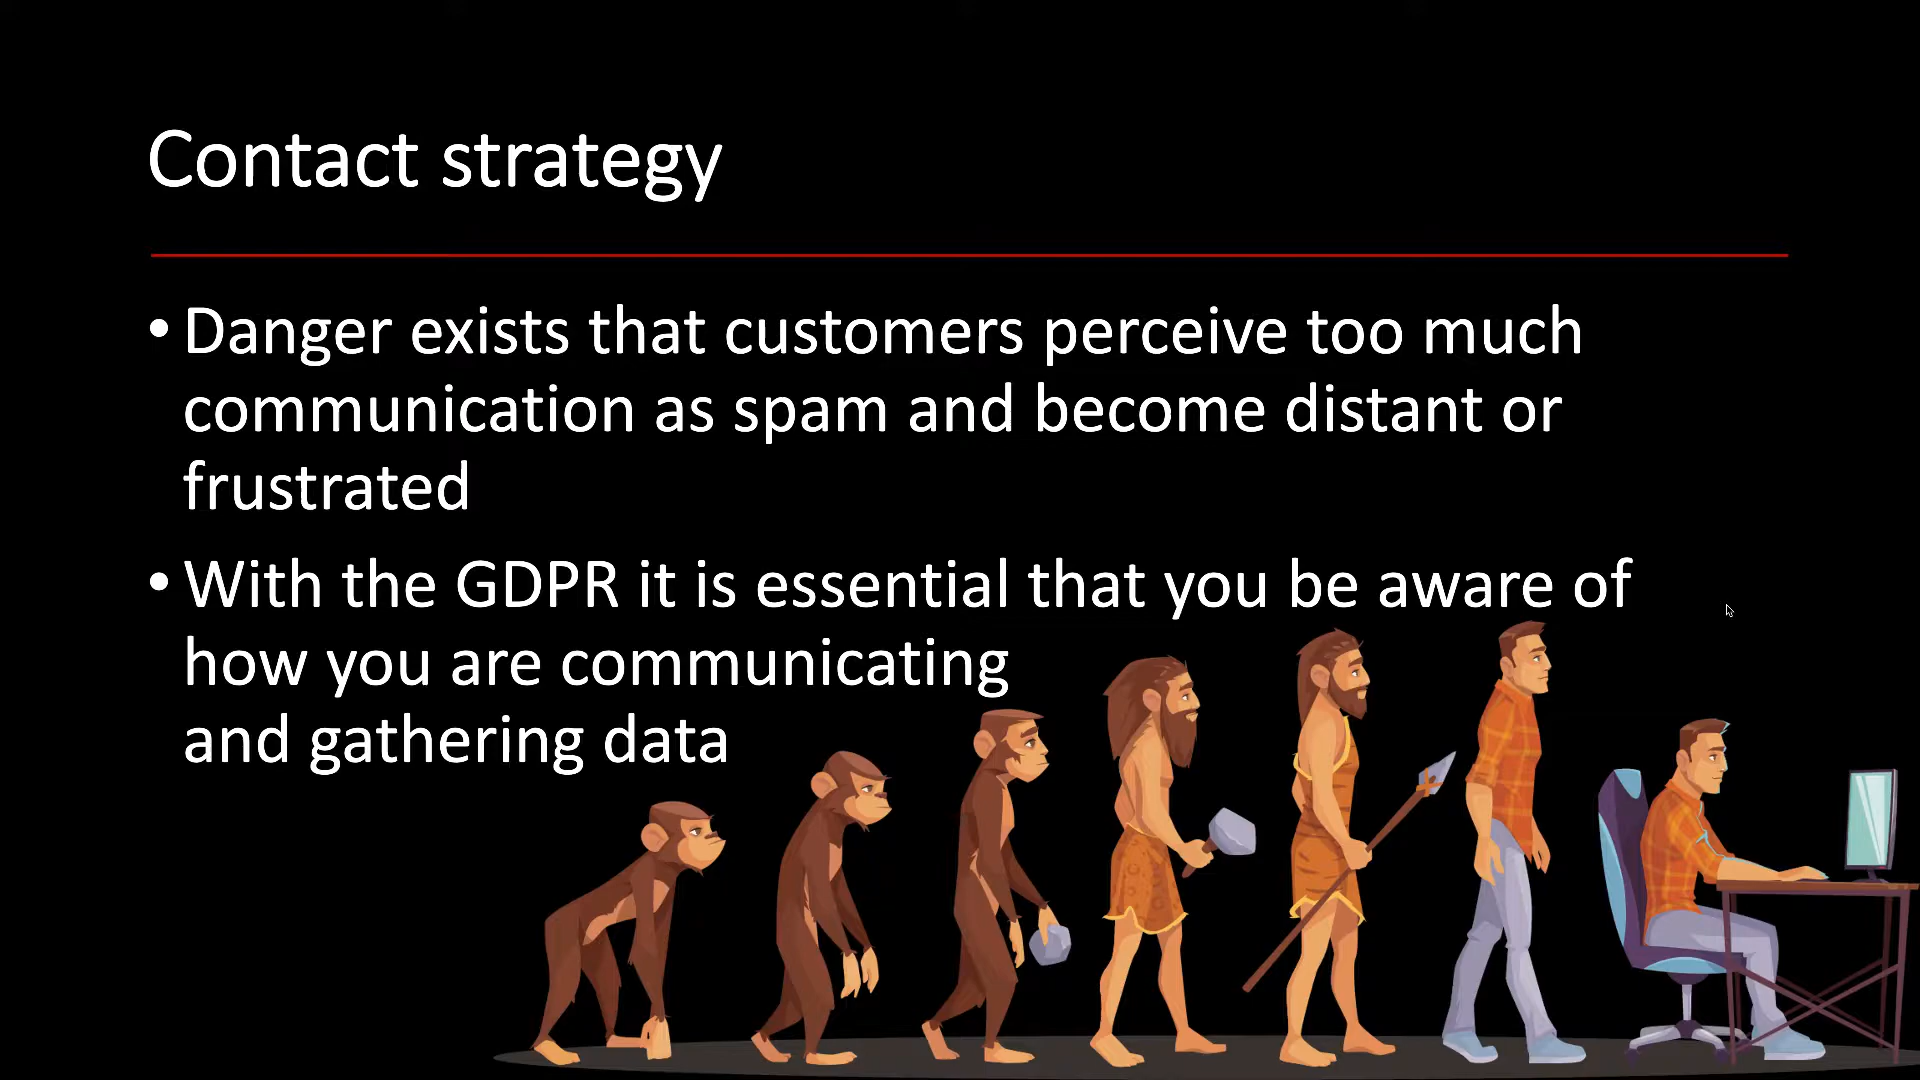 Contact strategy
• Danger exists that customers perceive too much
communication as spam and become distant or
frustrated
• With the GDPR it is essential that you be aware of
how you are communicating
and gathering data